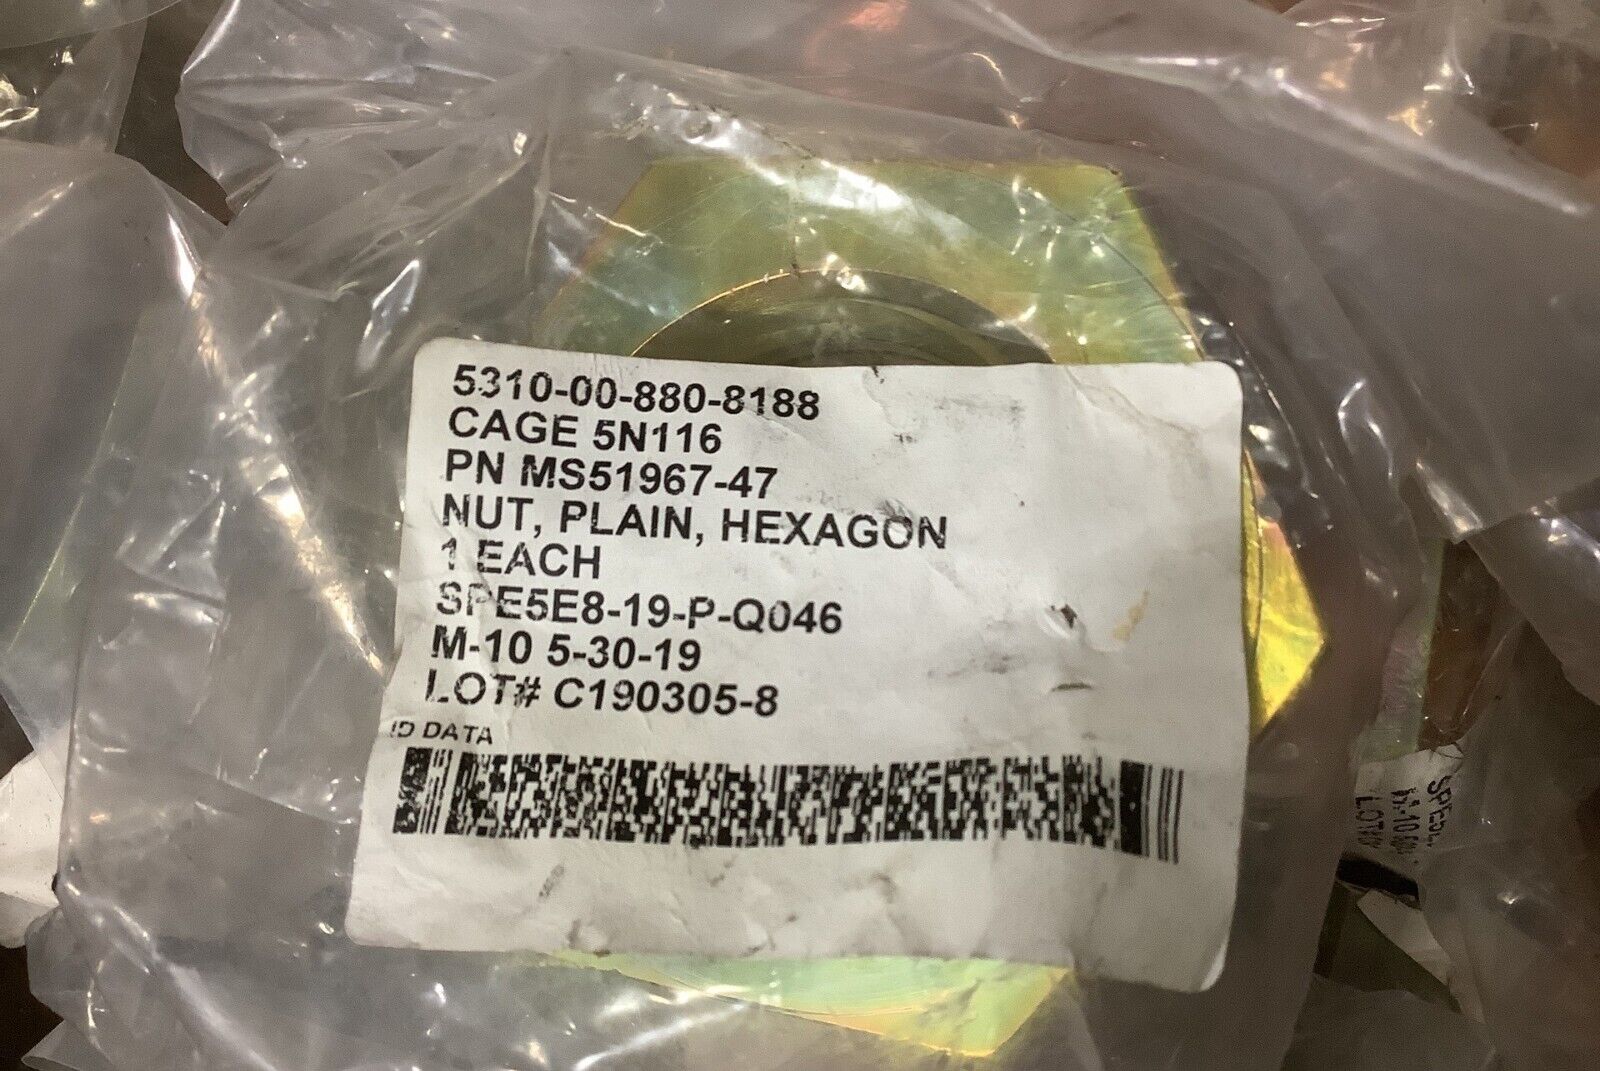 5310-00-880-8188
CAGE 5N116
PN MS51967-47
NUT, PLAIN, HEXAGON
1 EACH
SPE5E8-19-P-Q046
M-10 5-30-19
LOT# C190305-8
ID DATA